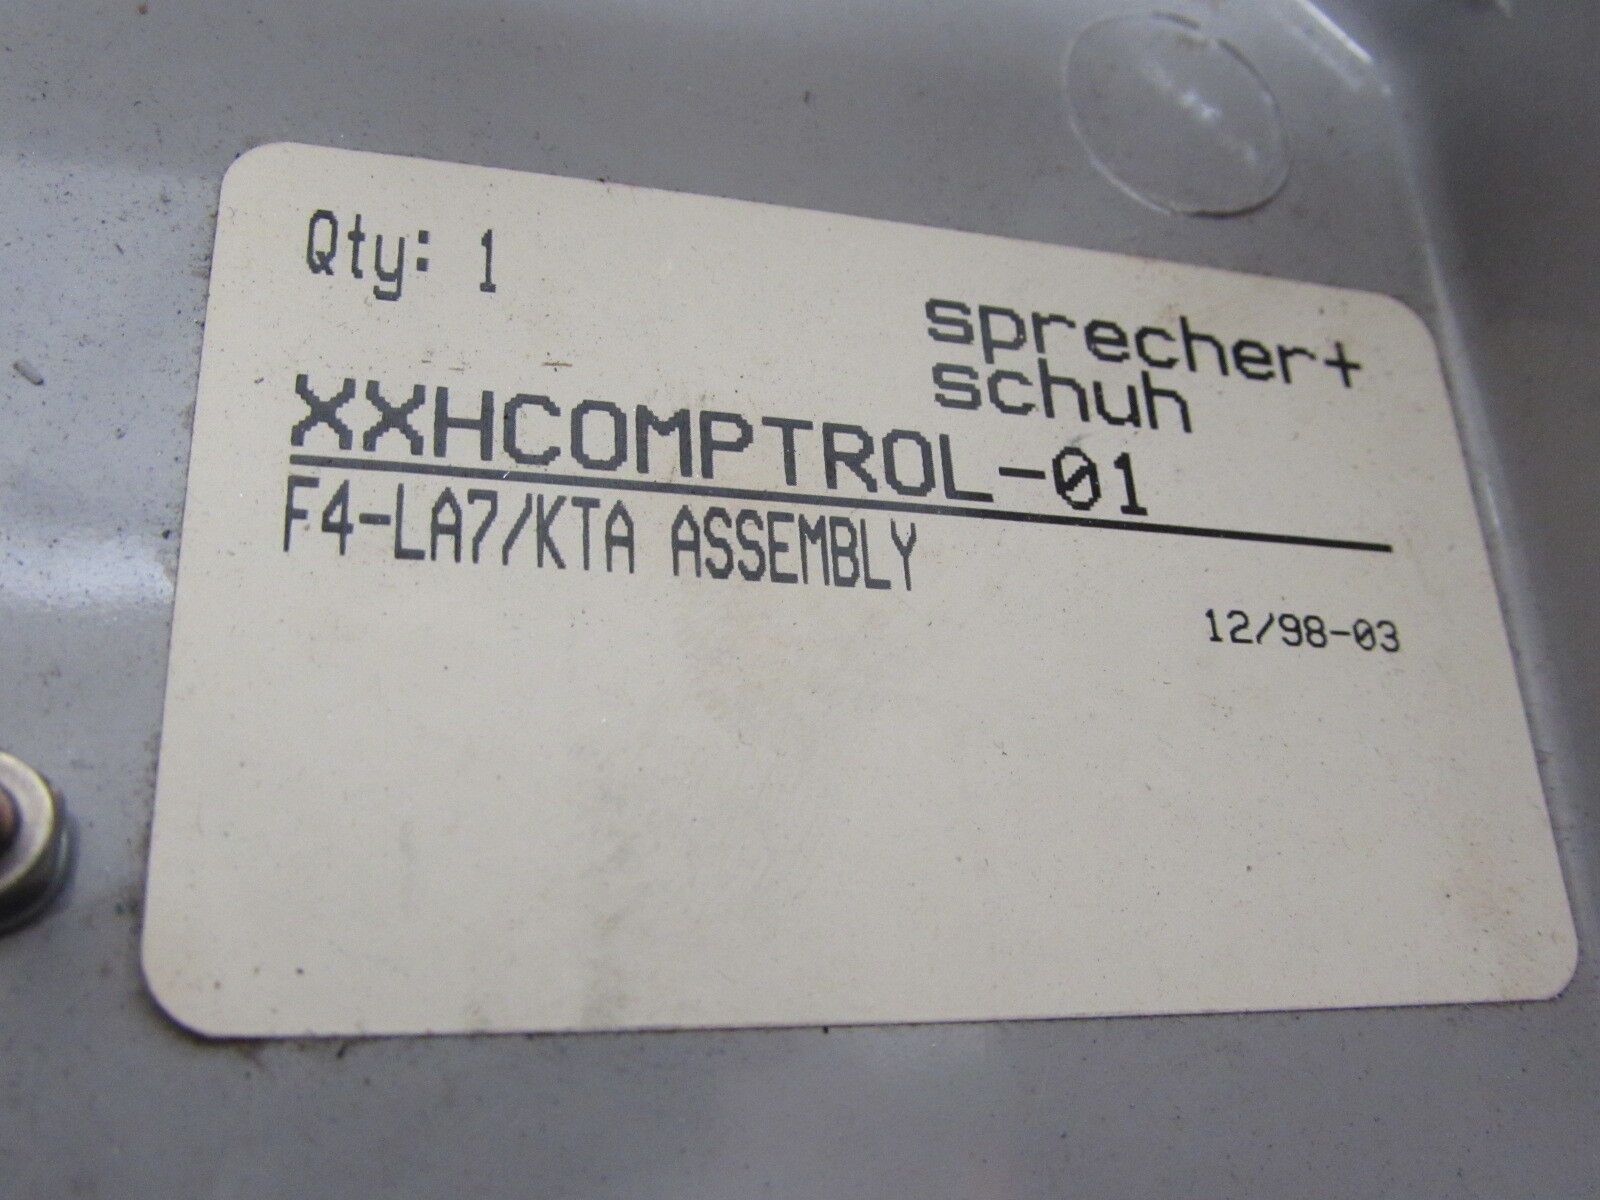 Qty: 1
sprecher+
schuh
XXHCOMPTROL-01
F4-LA7/KTA ASSEMBLY
12/98-03